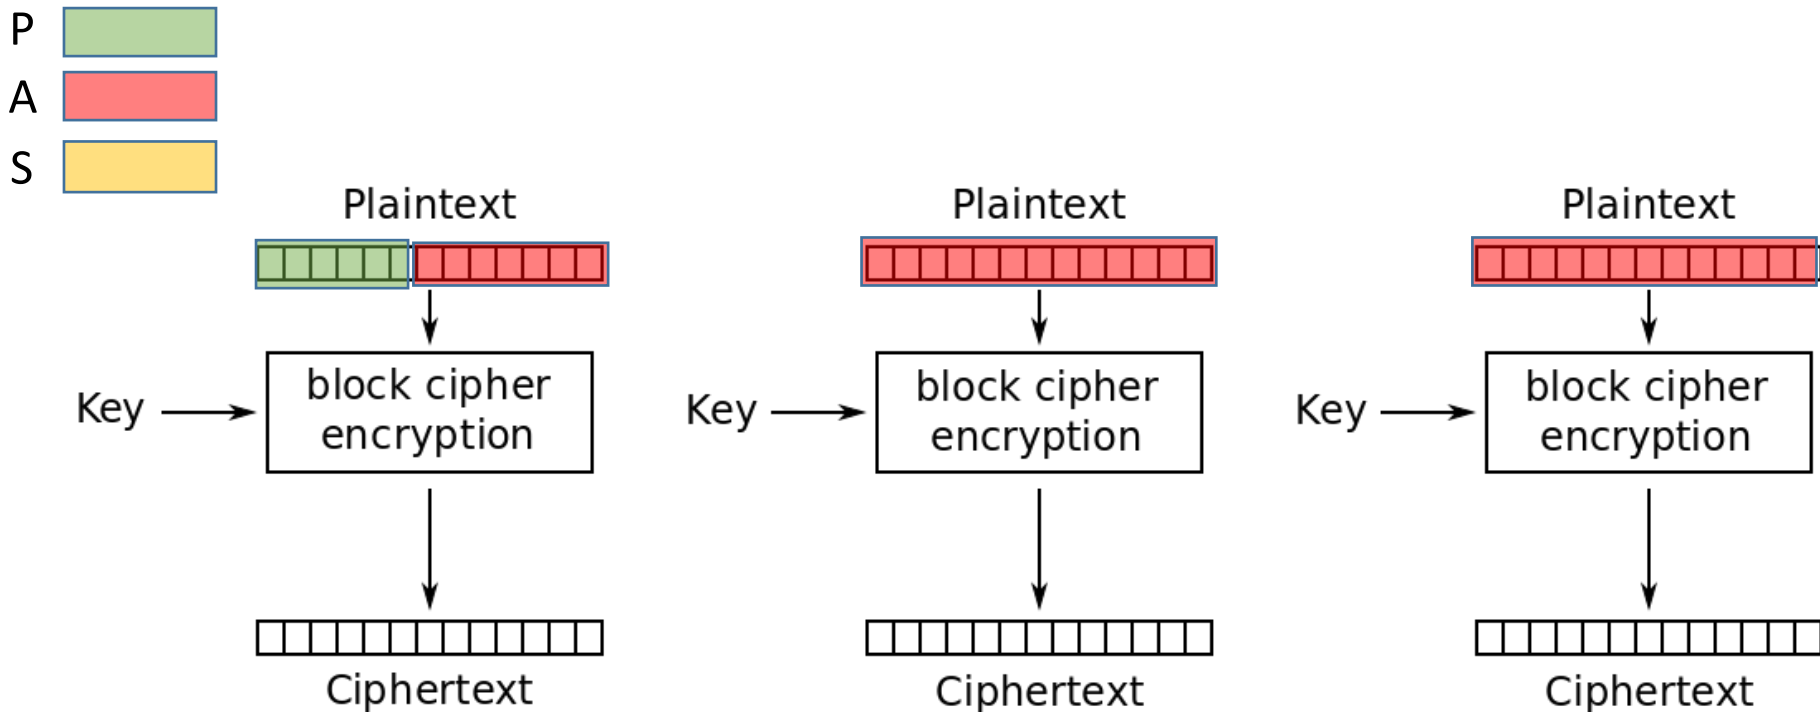 P
A
S
Plaintext
Plaintext
Plaintext
Key
block cipher
encryption
Key
block cipher
encryption
Key
block cipher
encryption
Ciphertext
Ciphertext
Ciphertext